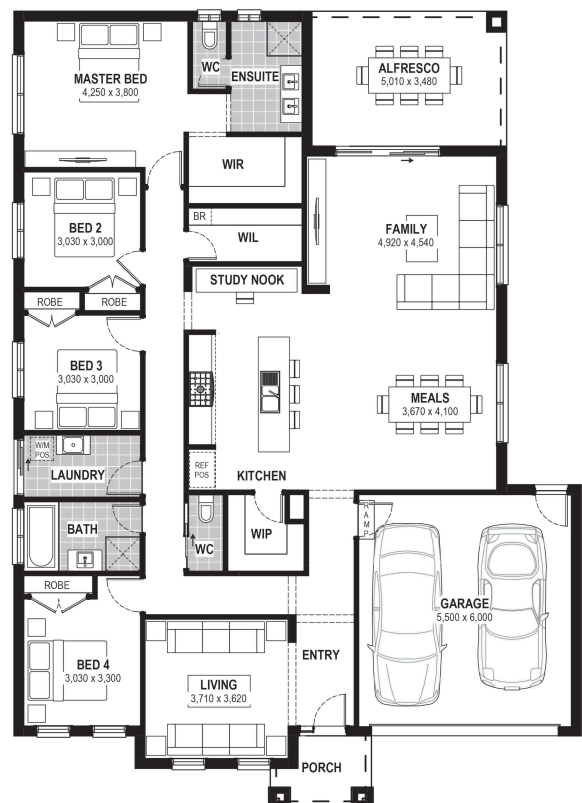 MASTER BED
4,250 x 3,800
WC
ENSUITE
ALFRESCO
5,010 x 3,480
WIR
BED 2
3,030 x 3,000
BR
WIL
FAMILY
4,920 x 4,540
STUDY NOOK
ROBE
ROBE
BED 3
3,030 x 3,000
MEALS
3,670 x 4,100
W/M
POS
LAUNDRY
REF
POS
KITCHEN
BATH
WC
WIP
RAMP
ROBE
GARAGE
5,500 x 6,000
BED 4
3,030 x 3,300
LIVING
3,710 x 3,620
ENTRY
PORCH